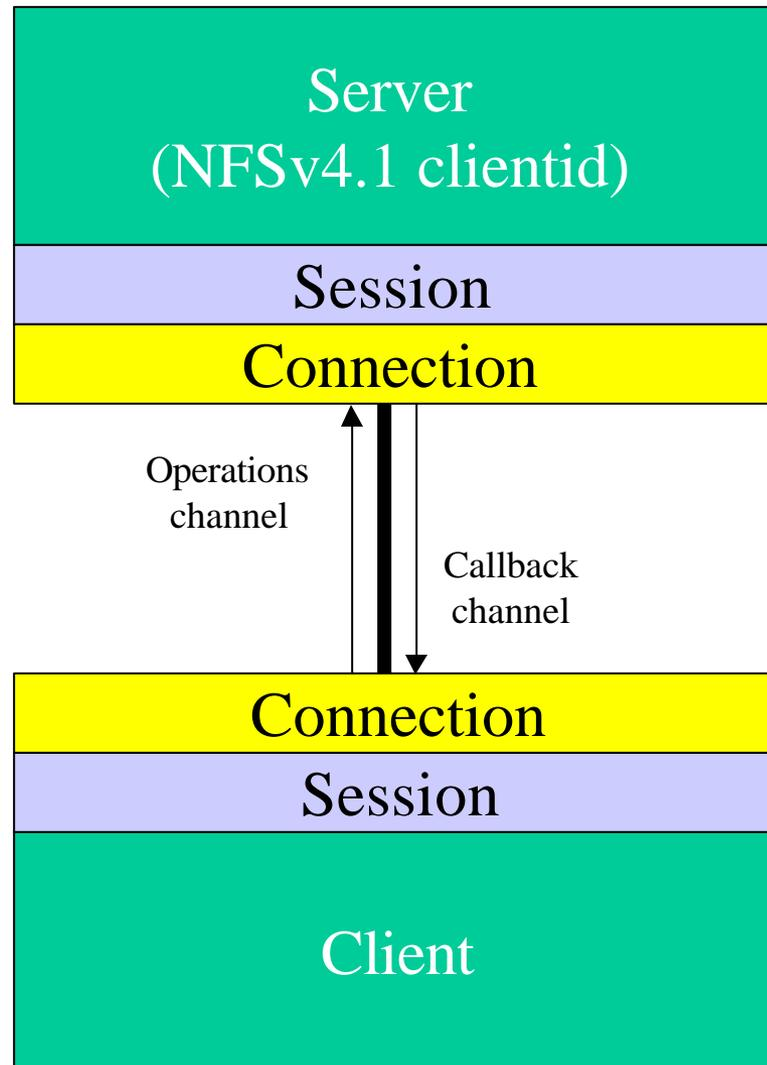 Server
(NFSv4.1 clientid)
Session
Connection
Operations
channel
Callback
channel
Connection
Session
Client